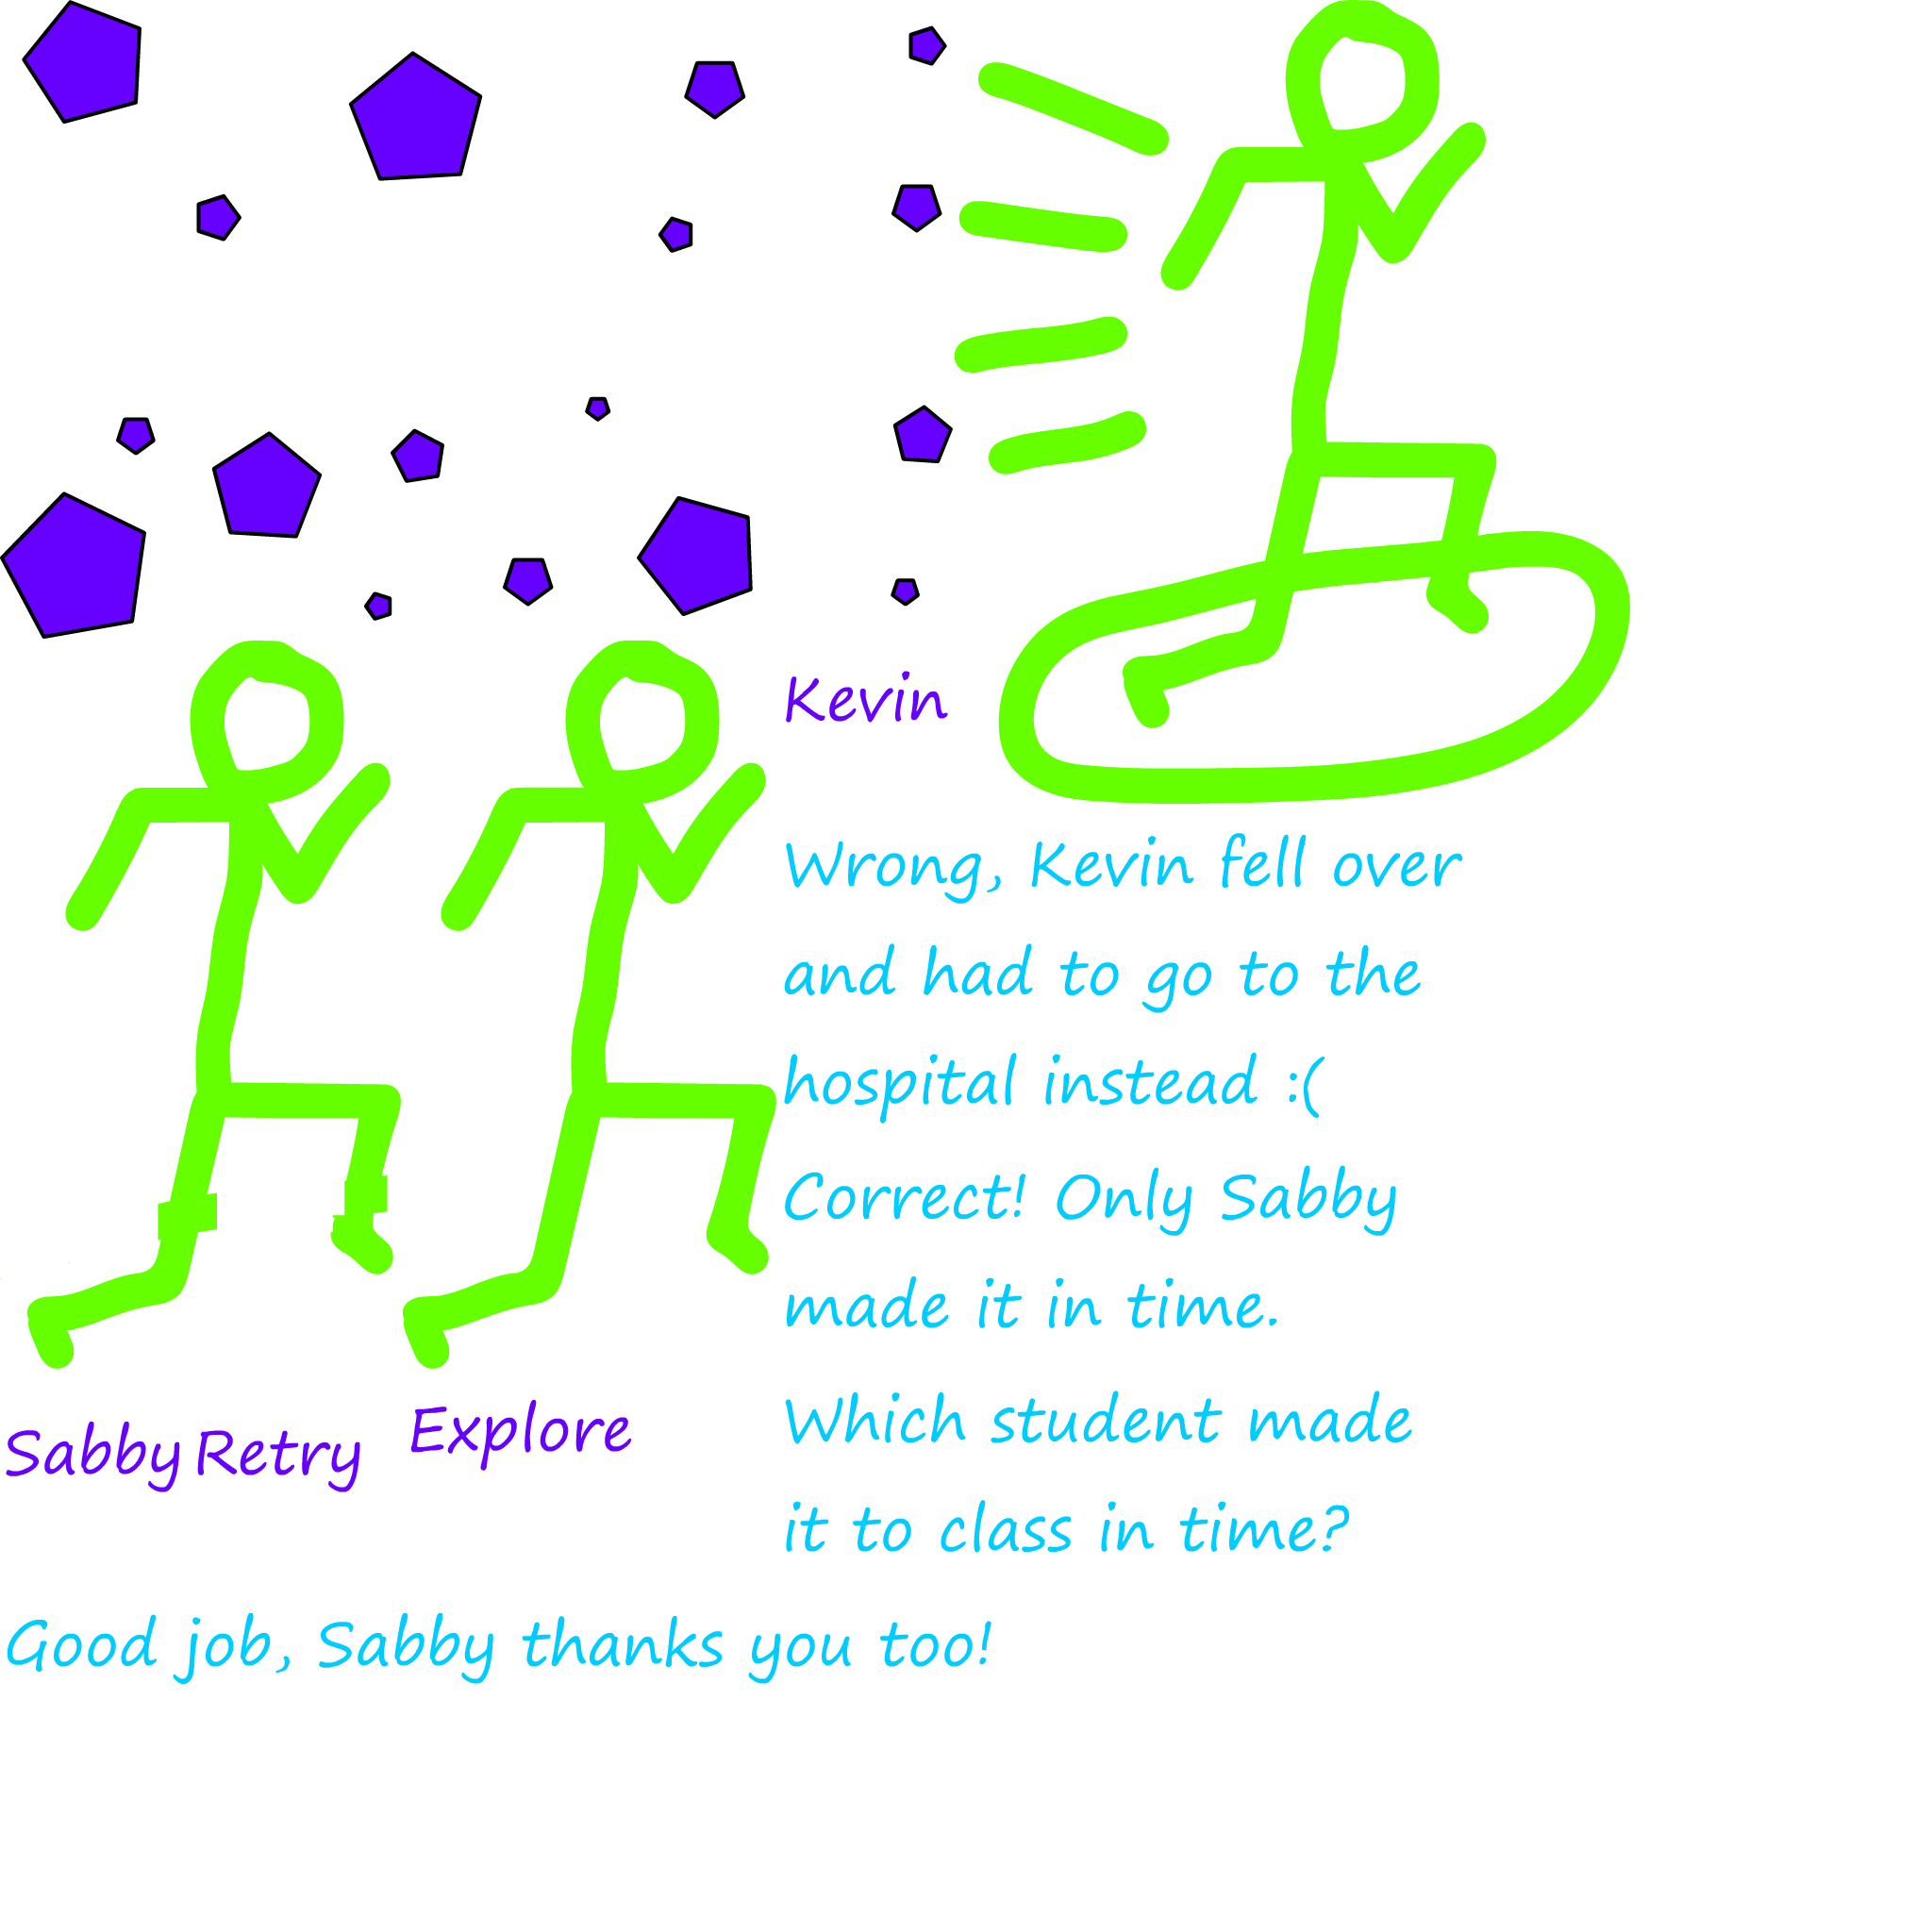 Kevin
Wrong, Kevin fell over
and had to go to the
hospital instead :(
Correct! Only Sabby
made it in time.
Which student made
it to class in time?
Sabby Retry Explore
Good job, Sabby thanks you too!